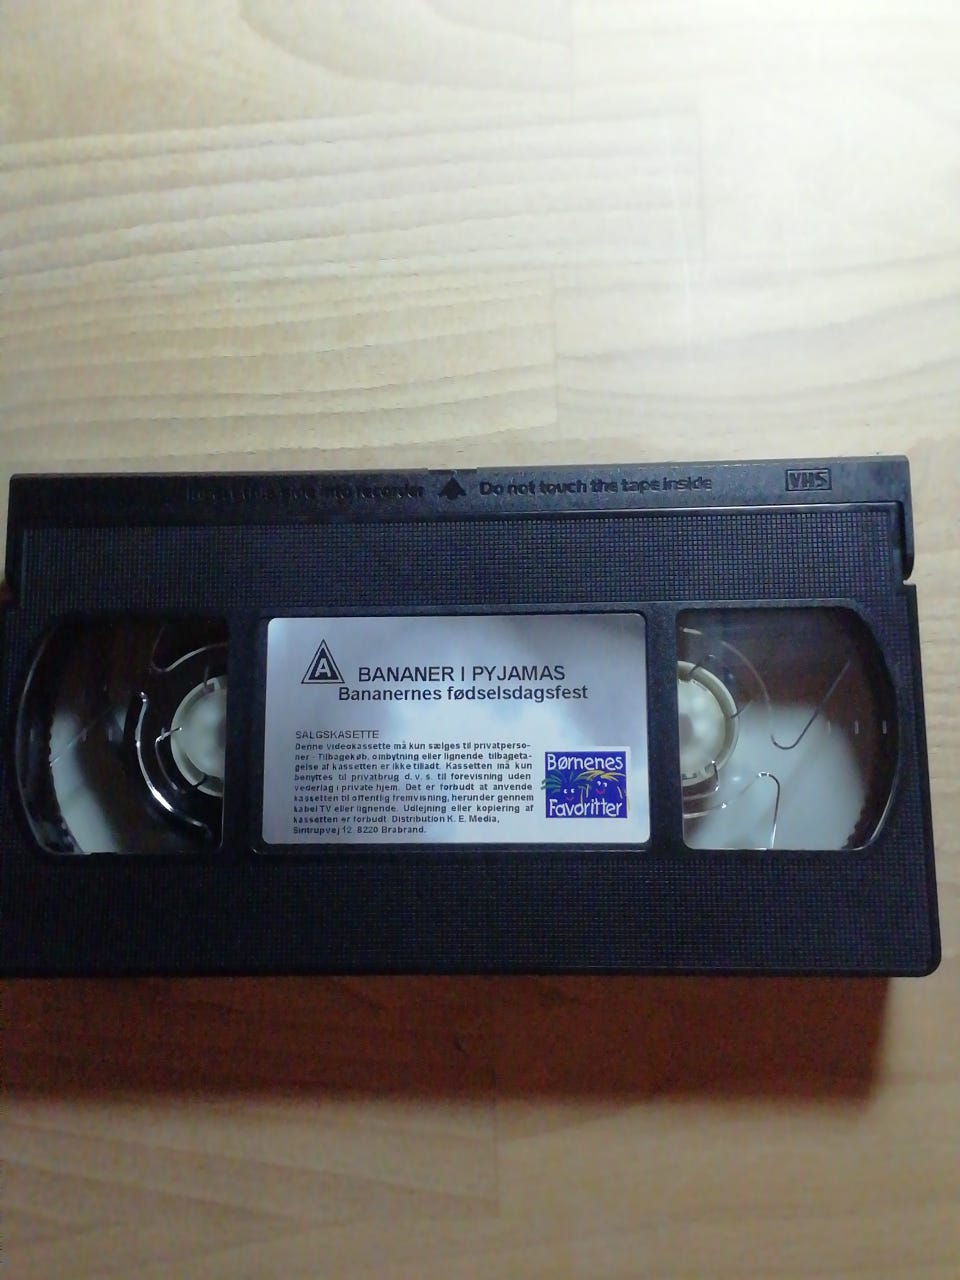 into recorder Do not touch the tape inside VHS
A
BANANER I PYJAMAS
Bananernes fødselsdagsfest
SALGSKASETTE
Denne videokassette må kun sælges til privatperso-
ner - Tilbagekøb, ombytning eller lignende tilbageta-
gelse af kassetten er ikke tilladt. Kassetten må kun
benyttes til privatbrug d. v. s. til forevisning uden
vederlag i private hjem. Det er forbudt at anvende
kassetten til offentlig fremvisning, herunder gennem
kabel TV eller lignende. Udlejning eller kopiering af
kassetten er forbudt. Distribution K. E. Media,
Sintrupvej 12, 8220 Brabrand.
Børnenes
Favoritter